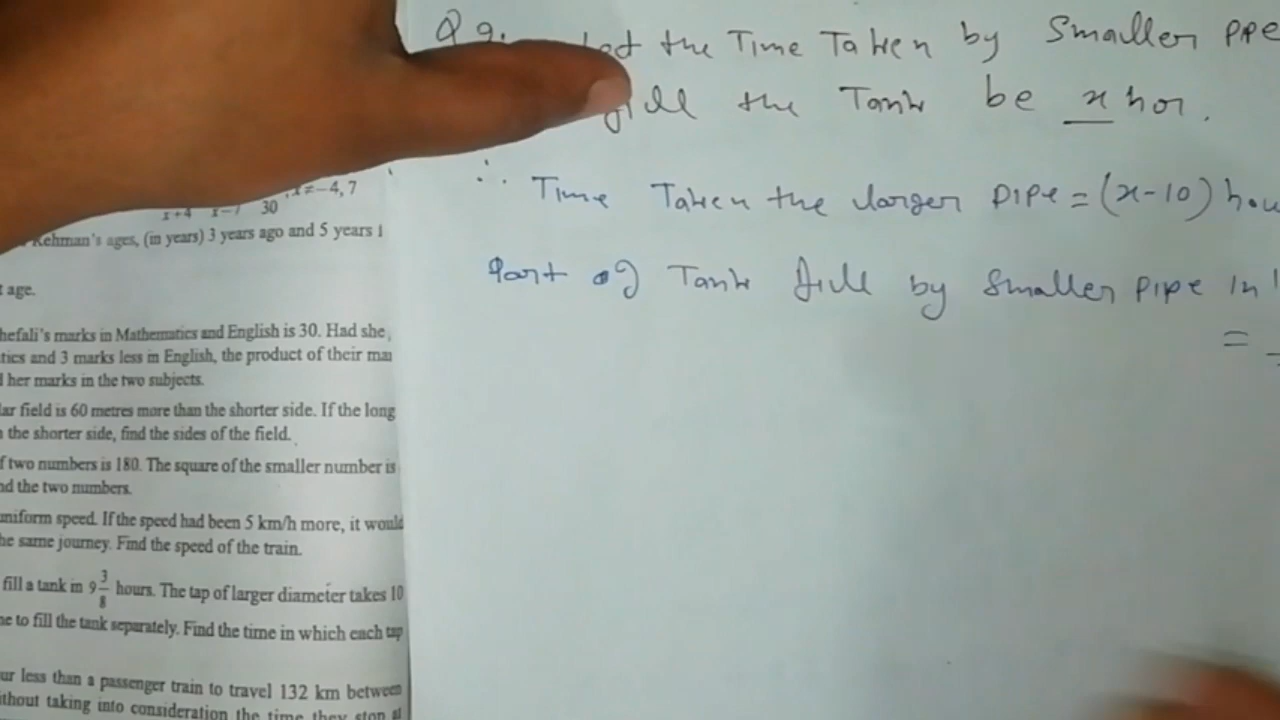 30 , x ≠ -4, 7
Rehman's ages, (in years) 3 years ago and 5 years
age.
hefali's marks in Mathematics and English is 30. Had she
tics and 3 marks less in English, the product of their
her marks in the two subjects.
lar field is 60 metres more than the shorter side. If the long
the shorter side, find the sides of the field.
f two numbers is 180. The square of the smaller number is
nd the two numbers.
uniform speed. If the speed had been 5 km/h more, it would
he same journey. Find the speed of the train.
fill a tank in 9 3/8 hours. The tap of larger diameter takes 10
ne to fill the tank separately. Find the time in which each tap
ur less than a passenger train to travel 132 km between
ithout taking into consideration the time they stop at
Q 9. Let the Time Taken by Smaller PPe
fill the Tank be x hor.
∴ Time Taken the larger PIPe = (x-10) hou
Part of Tank fill by Smaller PIPE In 1
=